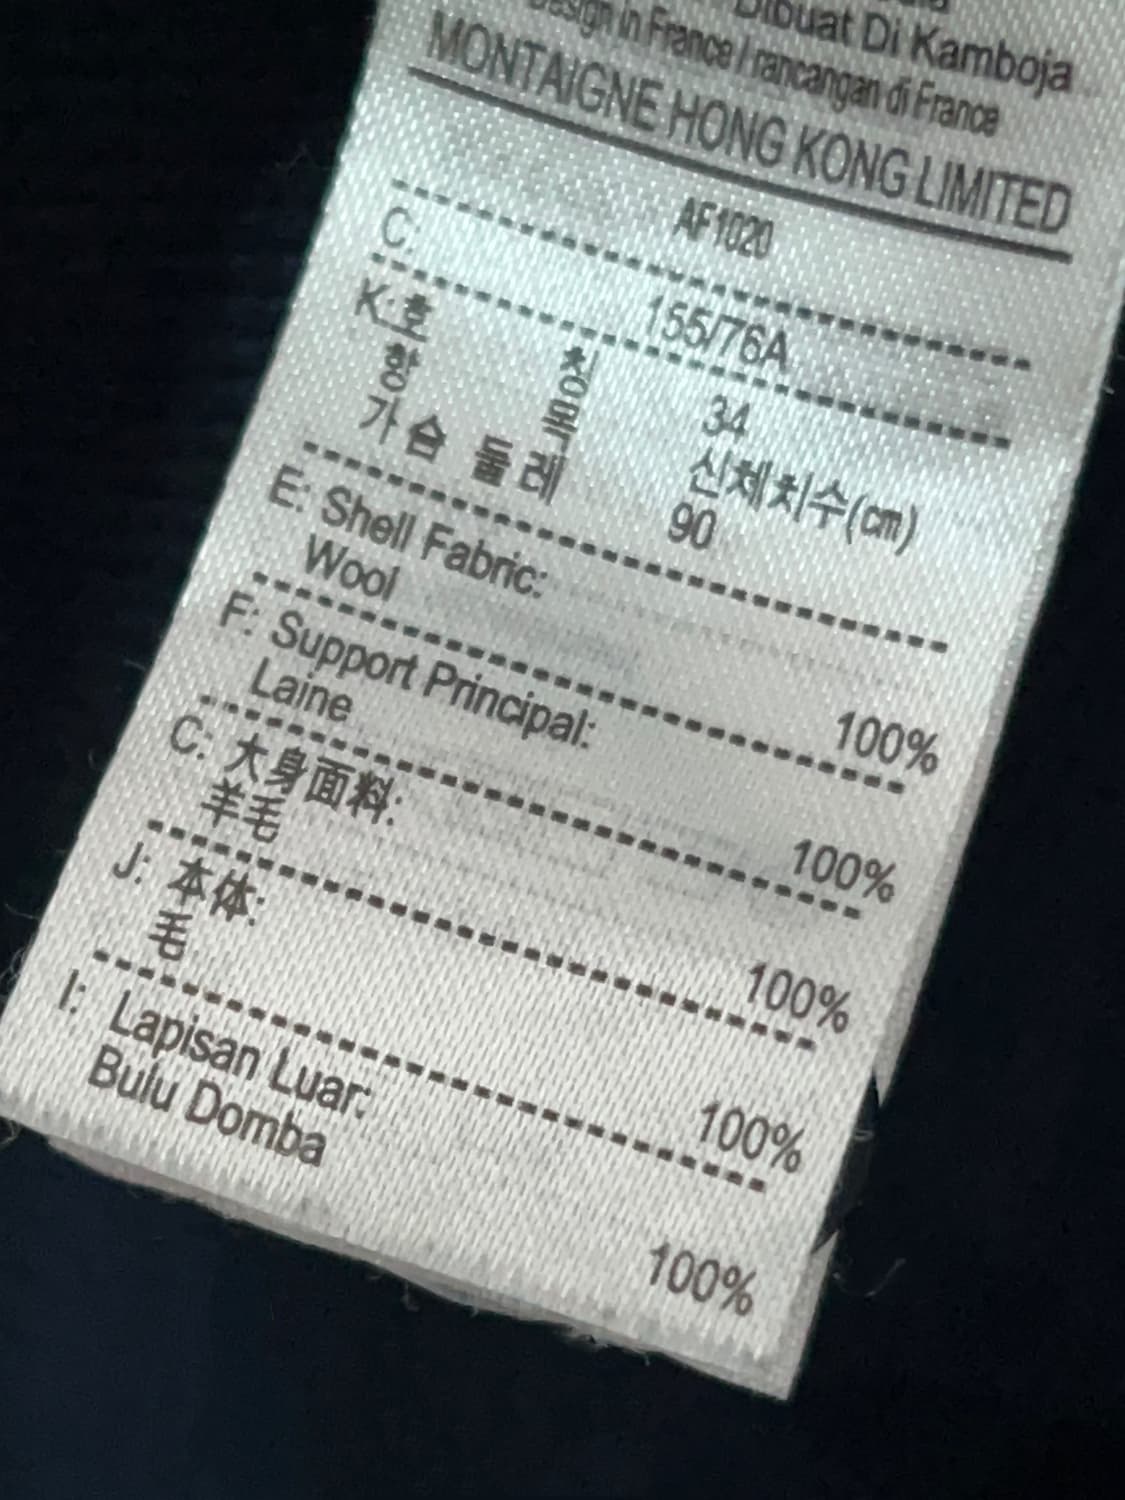 Dibuat Di Kamboja
Design in France / rancangan di France
MONTAIGNE HONG KONG LIMITED
AF1020
C: 155/76A
K: 호 칭 34
항 목 신체치수(cm)
가슴 둘레 90
E: Shell Fabric:
Wool 100%
F: Support Principal:
Laine 100%
C: 大身面料:
羊毛 100%
J: 本体:
毛 100%
I: Lapisan Luar:
Bulu Domba 100%